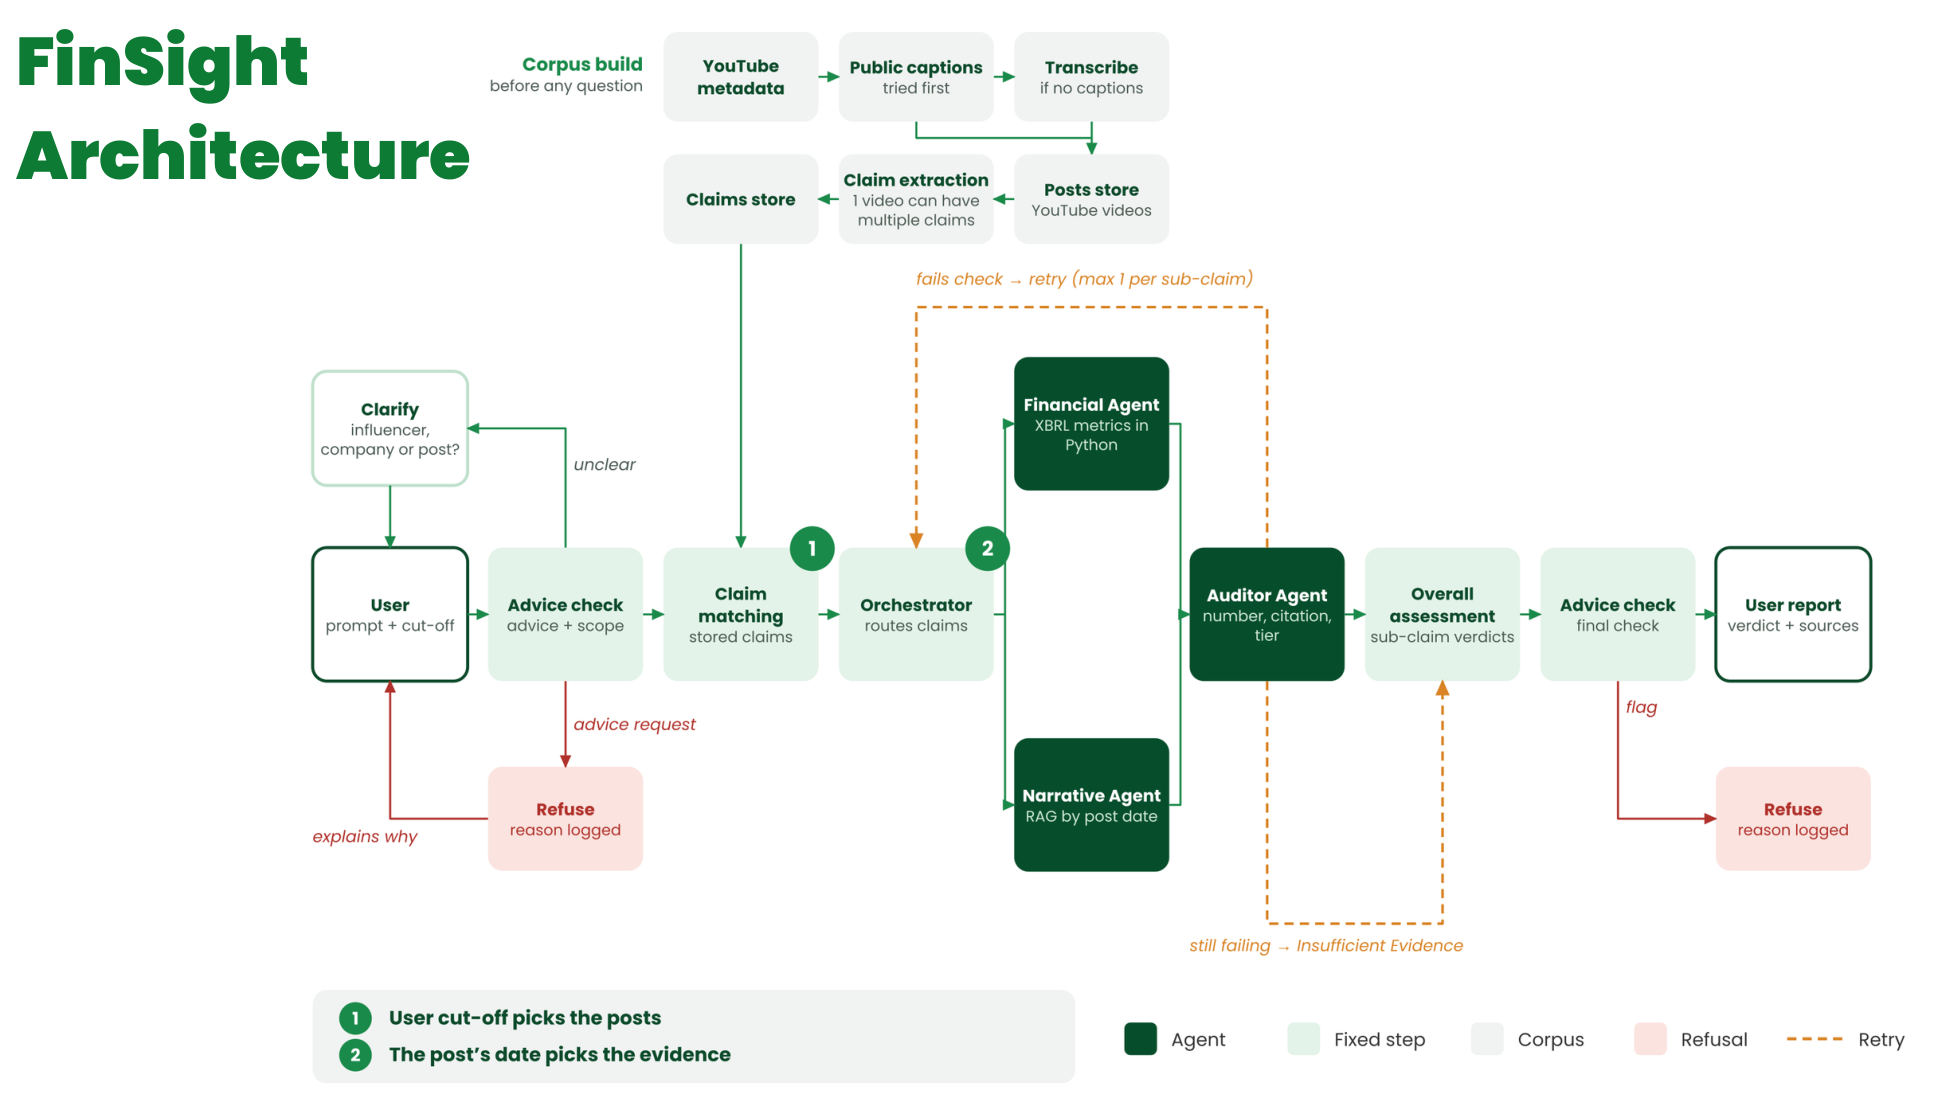 FinSight
Architecture
Corpus build
before any question
YouTube
metadata
Public captions
tried first
Transcribe
if no captions
Claims store
Claim extraction
1 video can have
multiple claims
Posts store
YouTube videos
fails check → retry (max 1 per sub-claim)
Clarify
influencer,
company or post?
unclear
Financial Agent
XBRL metrics in
Python
1
2
User
prompt + cut-off
Advice check
advice + scope
Claim
matching
stored claims
Orchestrator
routes claims
Auditor Agent
number, citation,
tier
Overall
assessment
sub-claim verdicts
Advice check
final check
User report
verdict + sources
advice request
flag
Refuse
reason logged
explains why
Narrative Agent
RAG by post date
Refuse
reason logged
still failing → Insufficient Evidence
1 User cut-off picks the posts
2 The post’s date picks the evidence
Agent
Fixed step
Corpus
Refusal
Retry